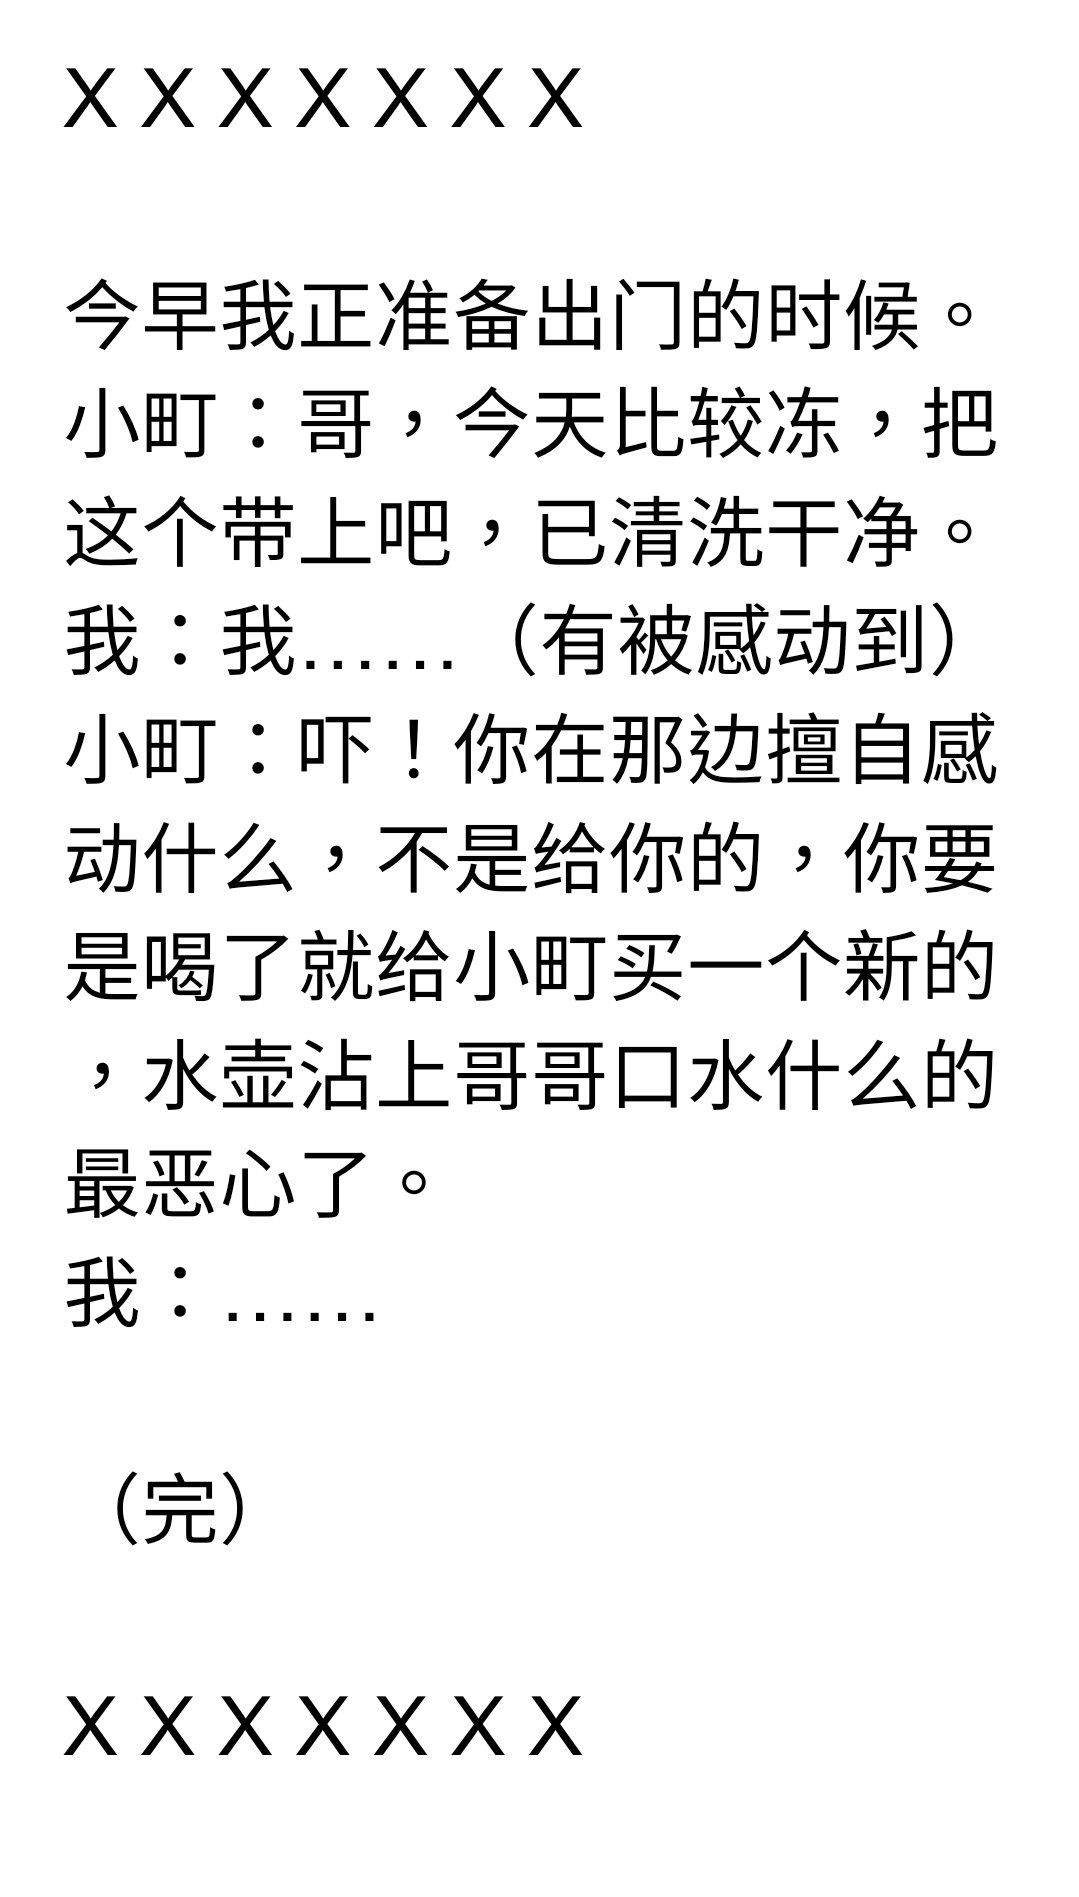 ＸＸＸＸＸＸＸ
今早我正准备出门的时候。
小町：哥，今天比较冻，把
这个带上吧，已清洗干净。
我：我……（有被感动到）
小町：吓！你在那边擅自感
动什么，不是给你的，你要
是喝了就给小町买一个新的
，水壶沾上哥哥口水什么的
最恶心了。
我：……
（完）
ＸＸＸＸＸＸＸ